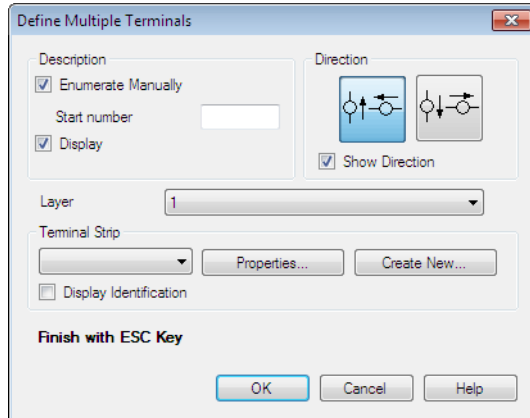 Define Multiple Terminals
Description
Enumerate Manually
Start number
Display
Direction
Show Direction
Layer
1
Terminal Strip
Properties...
Create New...
Display Identification
Finish with ESC Key
OK
Cancel
Help